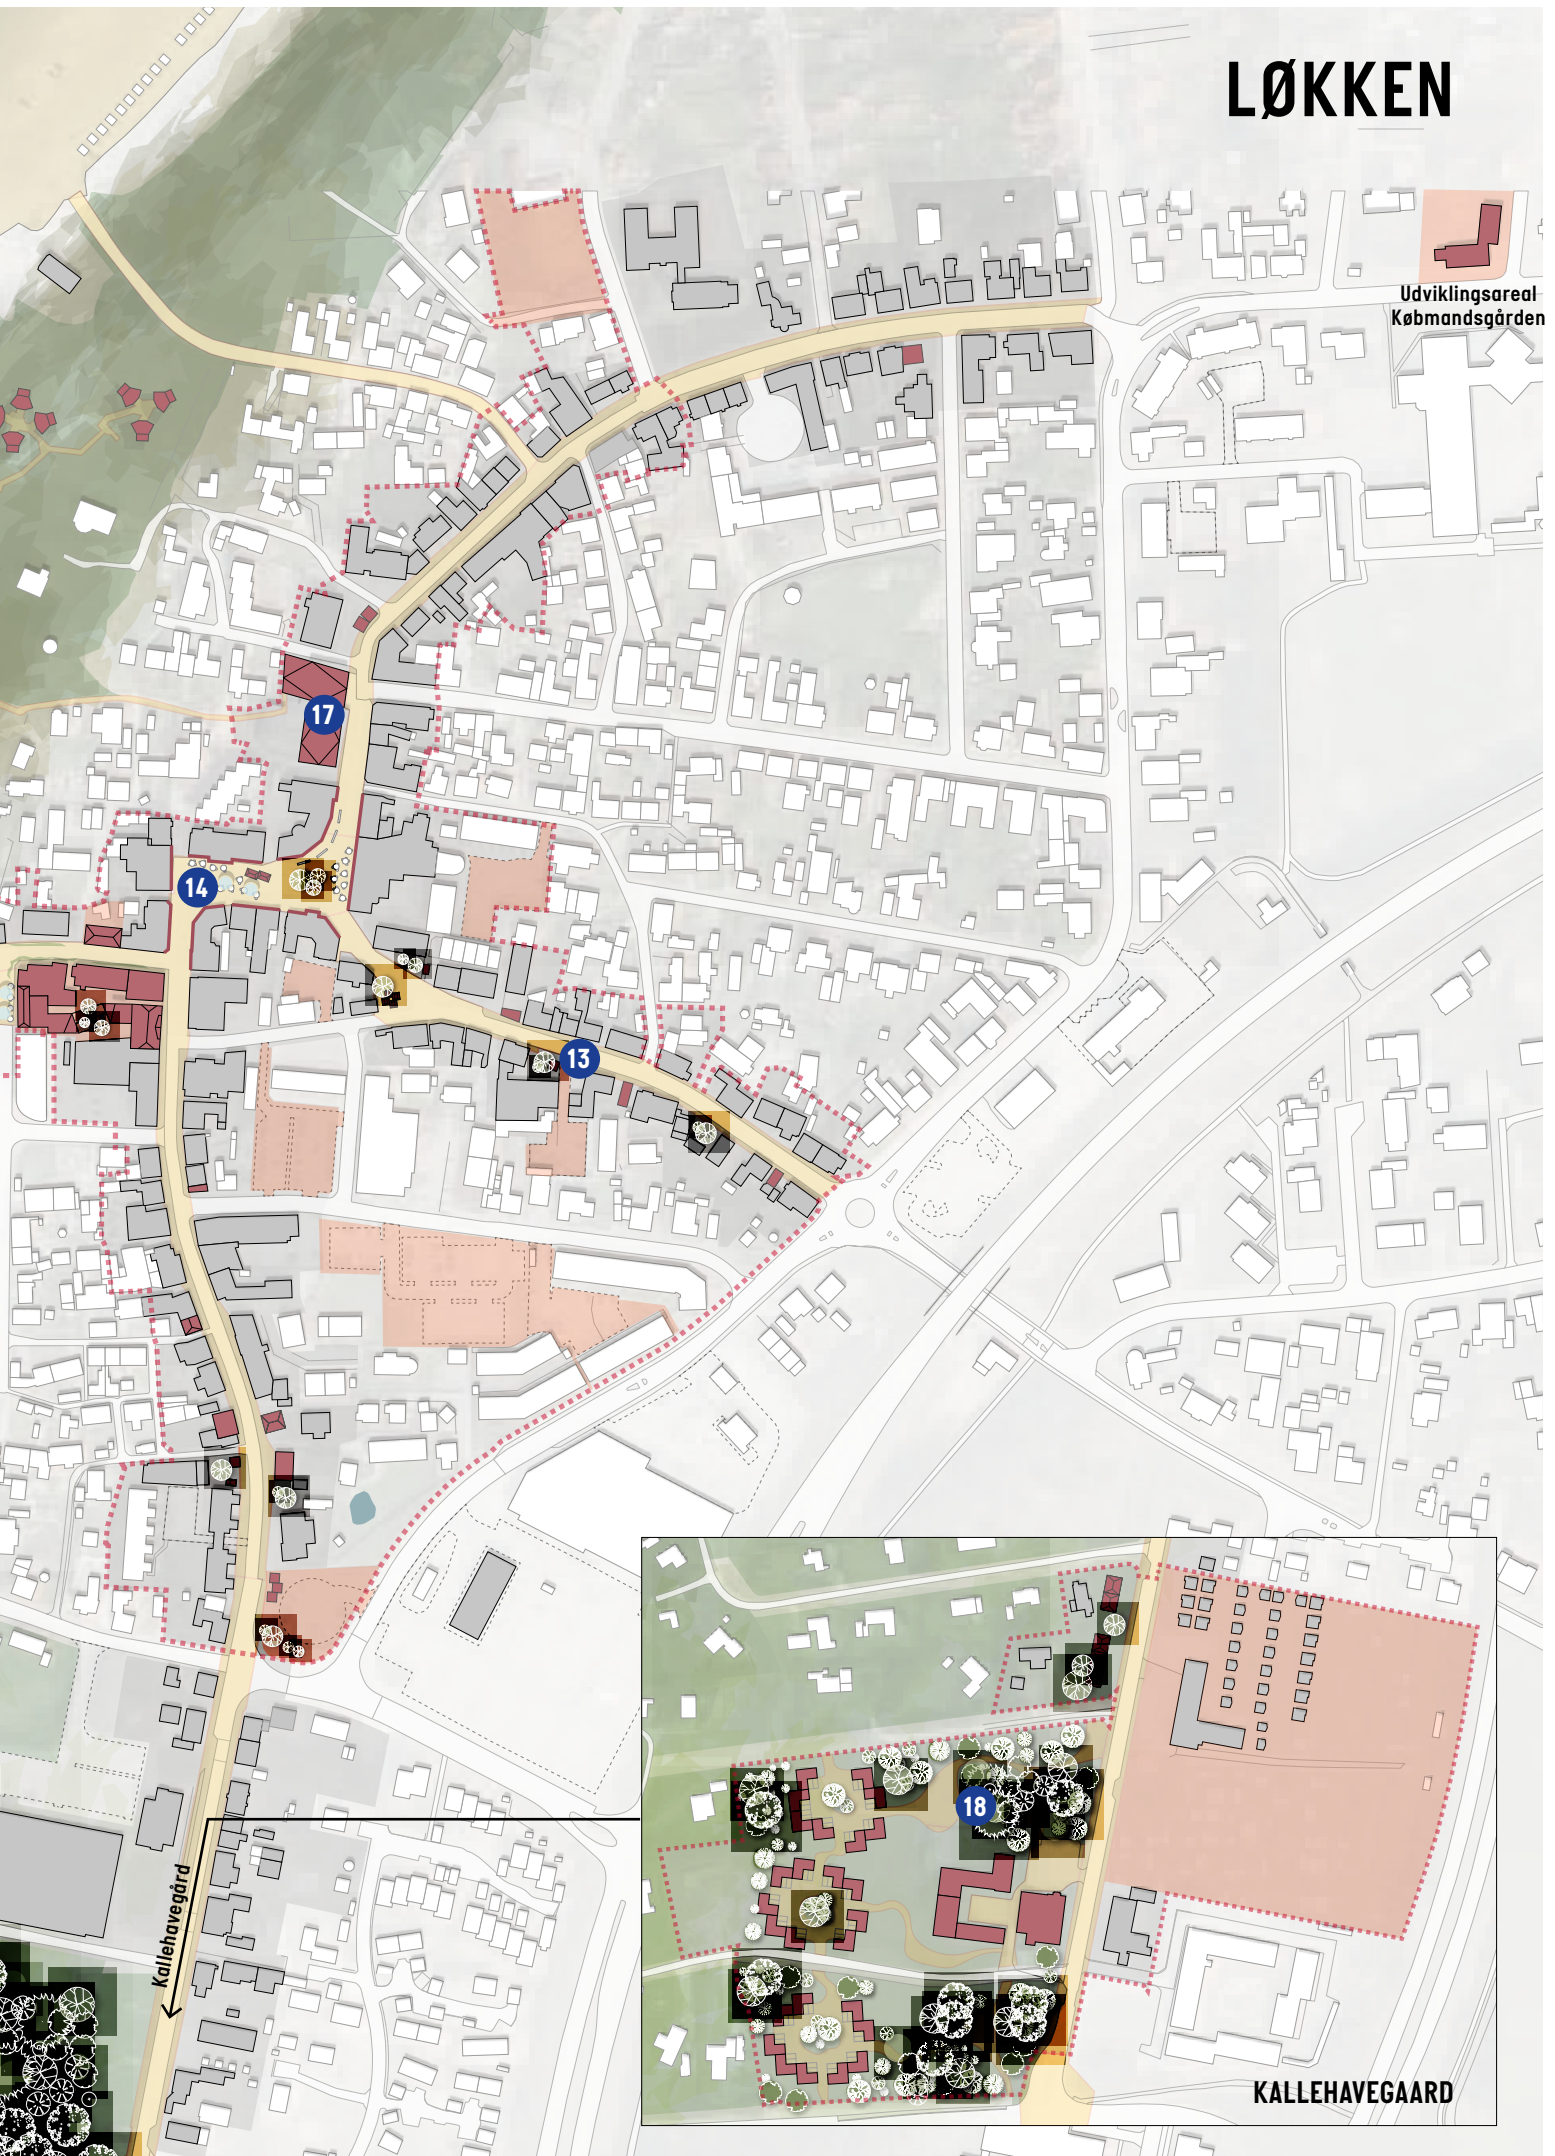 LØKKEN
Udviklingsareal
Købmandsgården
17
14
13
18
Kallehavegård
KALLEHAVEGAARD